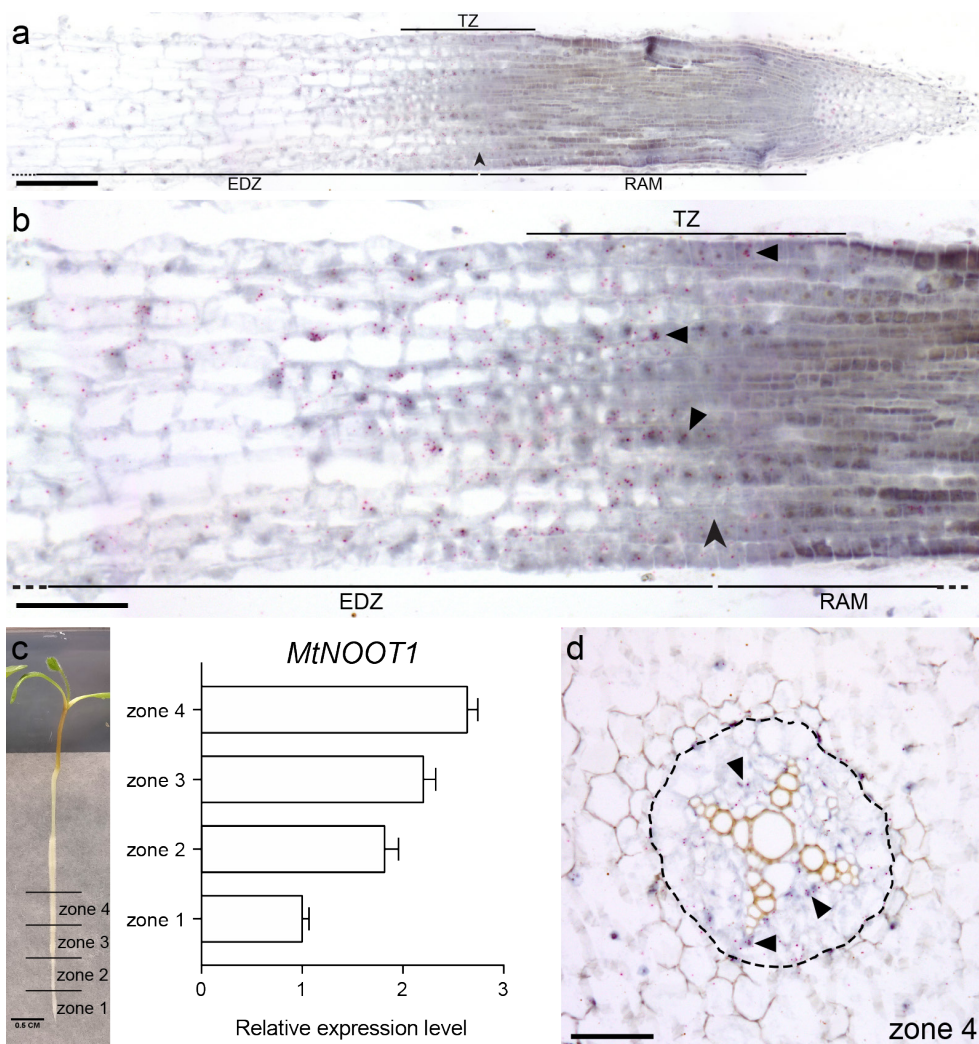 a
TZ
EDZ
RAM
b
TZ
EDZ
RAM
c
zone 4
zone 3
zone 2
zone 1
0.5 CM
MtNOOT1
zone 4
zone 3
zone 2
zone 1
0
1
2
3
Relative expression level
d
zone 4